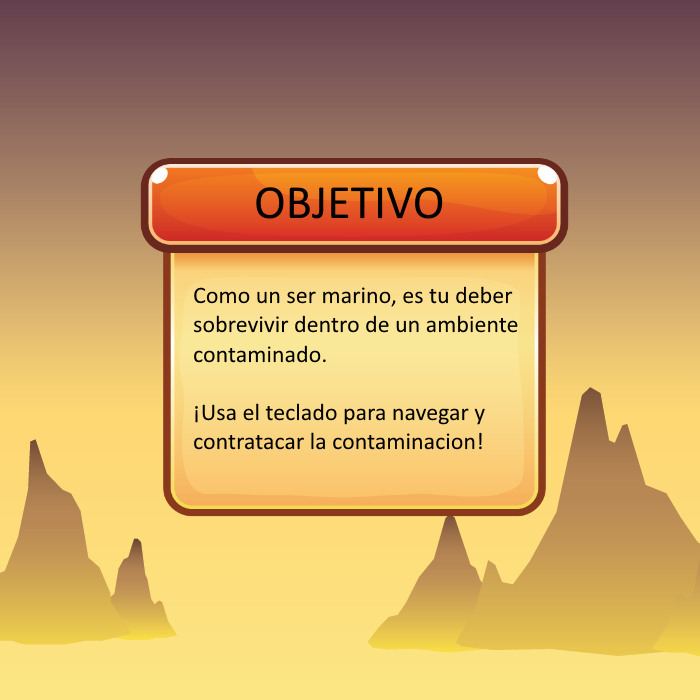 OBJETIVO
Como un ser marino, es tu deber
sobrevivir dentro de un ambiente
contaminado.
¡Usa el teclado para navegar y
contratacar la contaminacion!